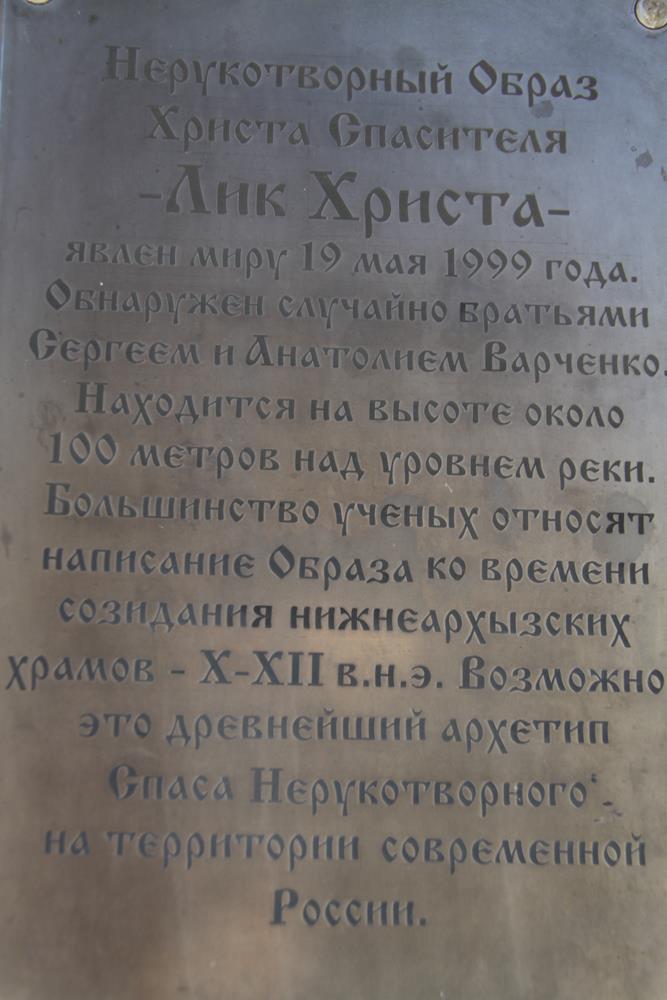 Нерукотворный Образ
Христа Спасителя
-Лик Христа-
явлен миру 19 мая 1999 года.
Обнаружен случайно братьями
Сергеем и Анатолием Варченко.
Находится на высоте около
100 метров над уровнем реки.
Большинство ученых относят
написание Образа ко времени
созидания нижнеархызских
храмов - X-XII в.н.э. Возможно
это древнейший архетип
Спаса Нерукотворного
на территории современной
России.